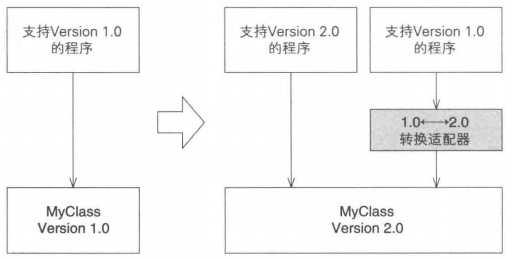 支持Version 1.0
的程序
支持Version 2.0
的程序
支持Version 1.0
的程序
1.0⟷2.0
转换适配器
MyClass
Version 1.0
MyClass
Version 2.0